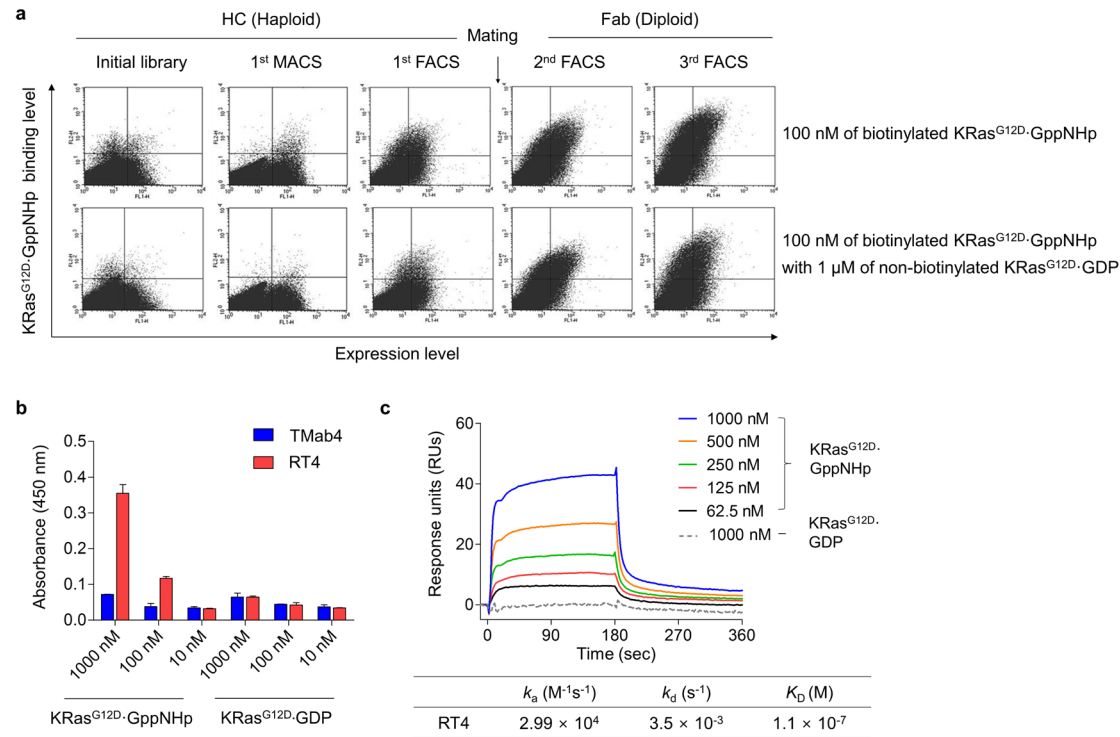 a
HC (Haploid)
Mating
Fab (Diploid)
Initial library
1st MACS
1st FACS
2nd FACS
3rd FACS
KRasG12D·GppNHp binding level
100 nM of biotinylated KRasG12D·GppNHp
100 nM of biotinylated KRasG12D·GppNHp
with 1 μM of non-biotinylated KRasG12D·GDP
Expression level
b
Absorbance (450 nm)
0.5
0.4
0.3
0.2
0.1
0.0
TMab4
RT4
1000 nM
100 nM
10 nM
1000 nM
100 nM
10 nM
KRasG12D·GppNHp
KRasG12D·GDP
c
Response units (RUs)
60
40
20
0
0
90
180
270
360
Time (sec)
1000 nM
500 nM
250 nM
125 nM
62.5 nM
1000 nM
KRasG12D·
GppNHp
KRasG12D·
GDP
ka (M-1s-1)
kd (s-1)
KD (M)
RT4
2.99 × 10⁴
3.5 × 10⁻³
1.1 × 10⁻⁷